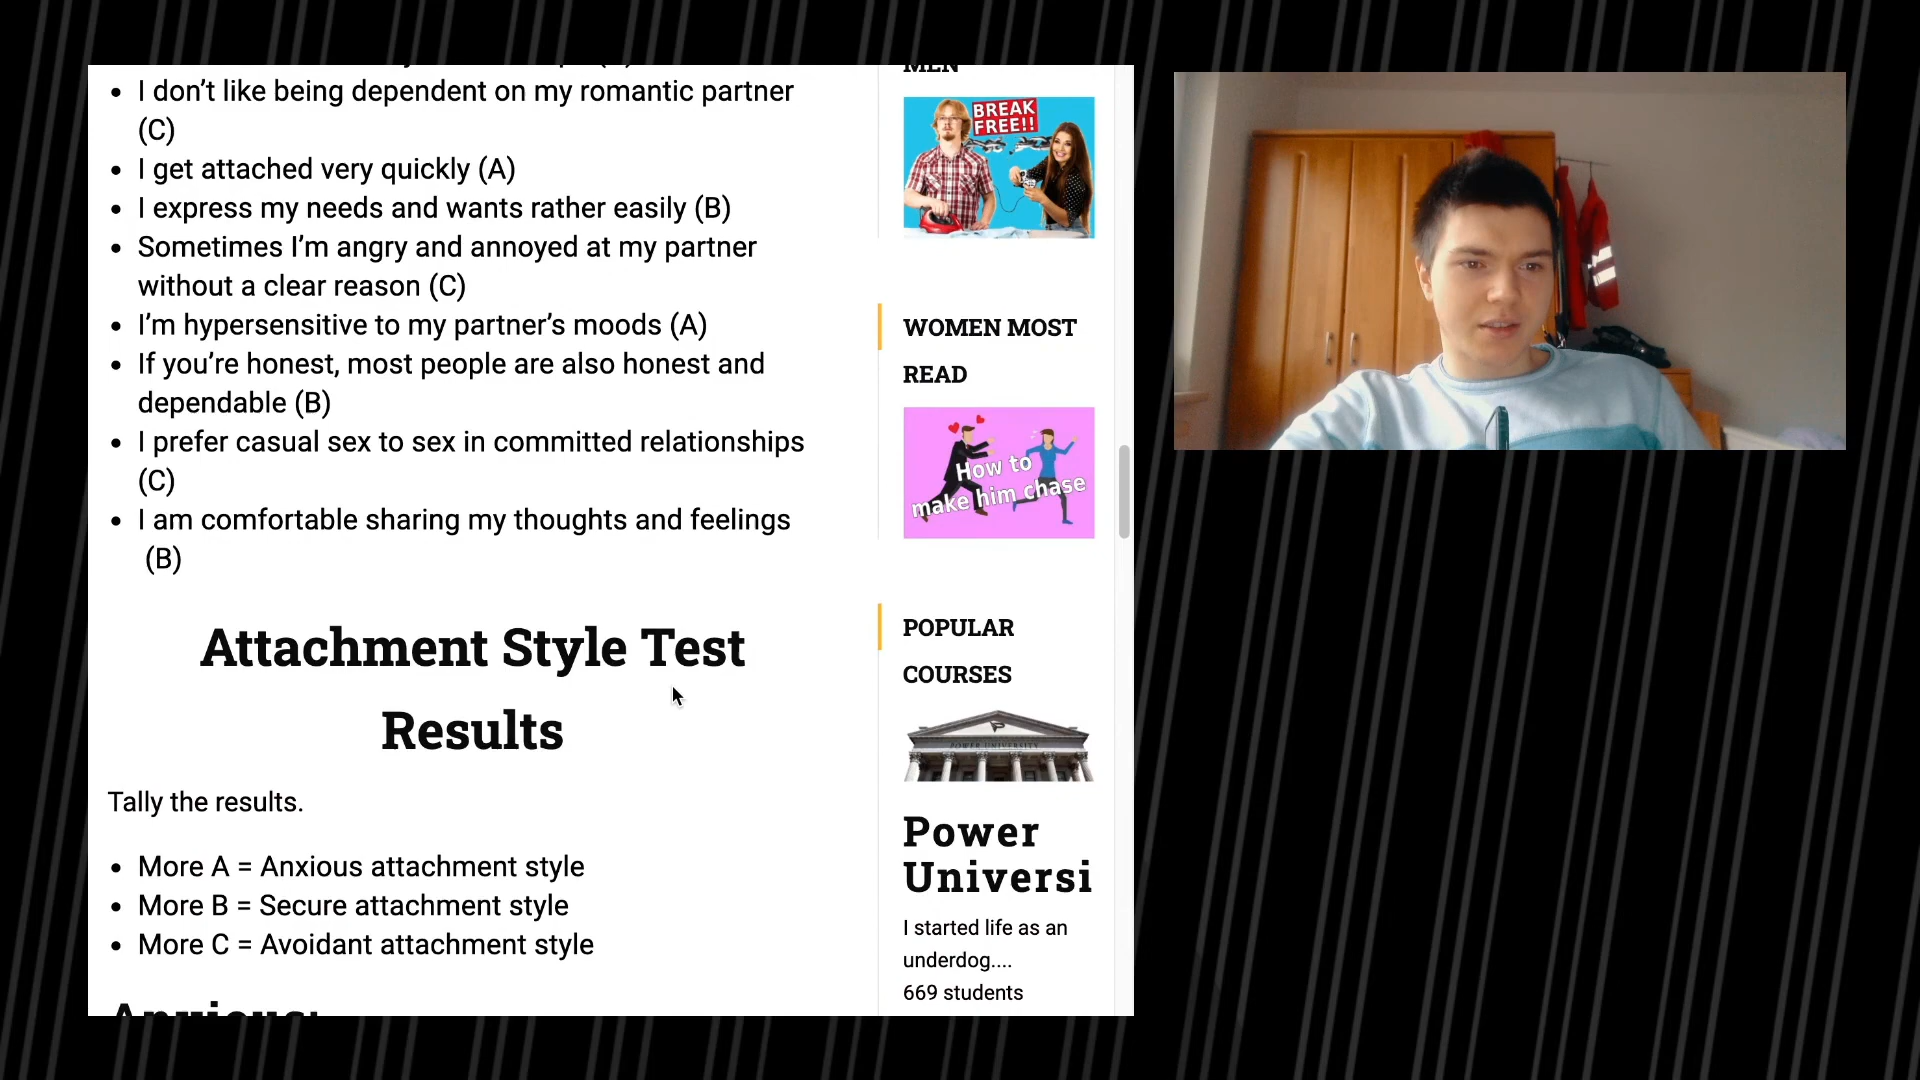 I don’t like being dependent on my romantic partner
(C)
I get attached very quickly (A)
I express my needs and wants rather easily (B)
Sometimes I’m angry and annoyed at my partner
without a clear reason (C)
I’m hypersensitive to my partner’s moods (A)
If you’re honest, most people are also honest and
dependable (B)
I prefer casual sex to sex in committed relationships
(C)
I am comfortable sharing my thoughts and feelings
(B)
Attachment Style Test
Results
Tally the results.
More A = Anxious attachment style
More B = Secure attachment style
More C = Avoidant attachment style
Anxious:
MEN
BREAK
FREE!!
WOMEN MOST
READ
How to
make him chase
POPULAR
COURSES
POWER UNIVERSITY
Power
Universi
I started life as an
underdog....
669 students